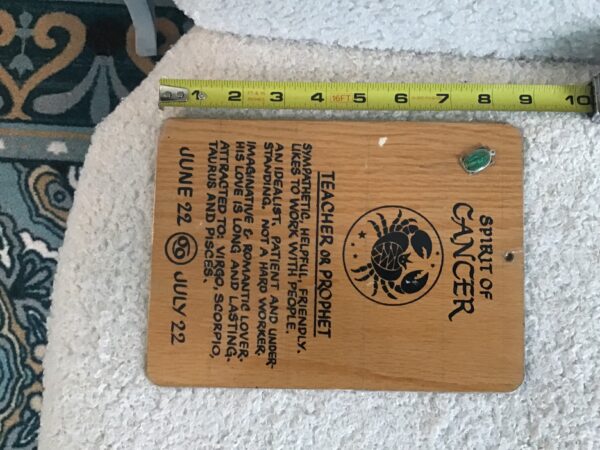 1 2 3 4 5 6 7 8 9 10
16FT
SPIRIT OF
CANCER
TEACHER OR PROPHET
SYMPATHETIC, HELPFUL, FRIENDLY.
LIKES TO WORK WITH PEOPLE.
AN IDEALIST, PATIENT AND UNDER-
STANDING. NOT A HARD WORKER.
IMAGINATIVE & ROMANTIC LOVER.
HIS LOVE IS LONG AND LASTING.
ATTRACTED TO: VIRGO, SCORPIO,
TAURUS AND PISCES.
JUNE 22 ♋ JULY 22